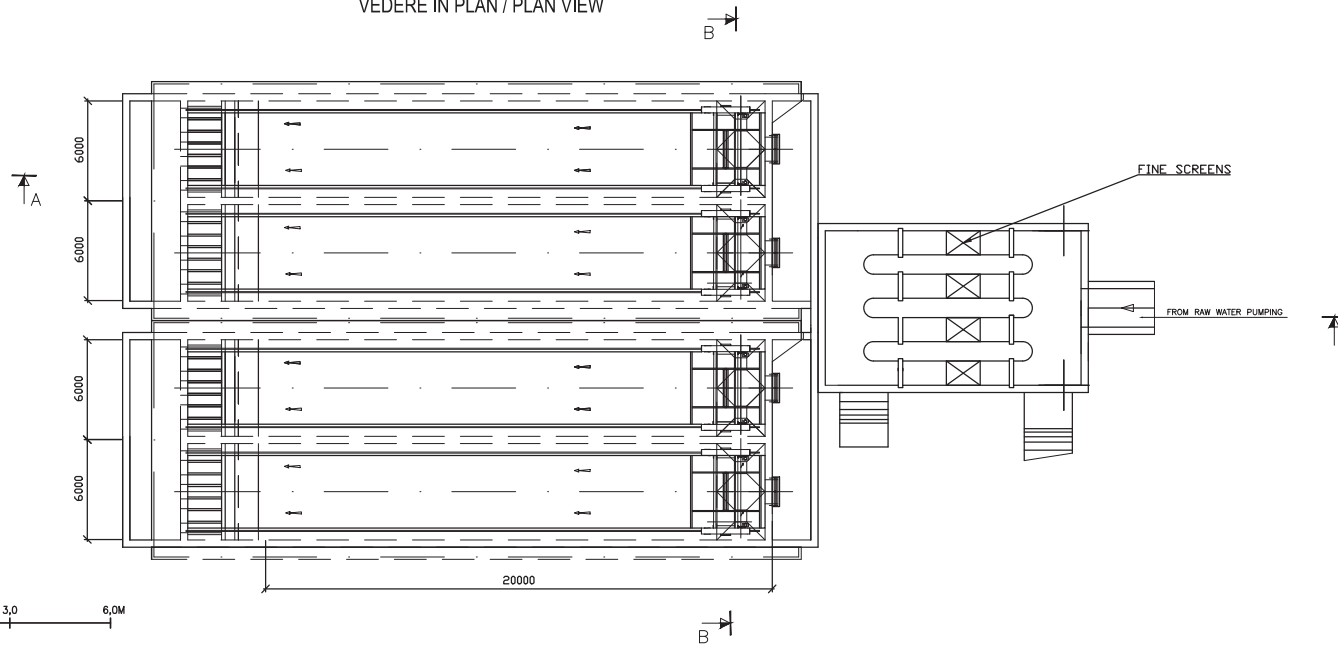 VEDERE IN PLAN / PLAN VIEW
B
FINE SCREENS
6000
A
6000
FROM RAW WATER PUMPING
6000
6000
20000
3,0
6,0M
B